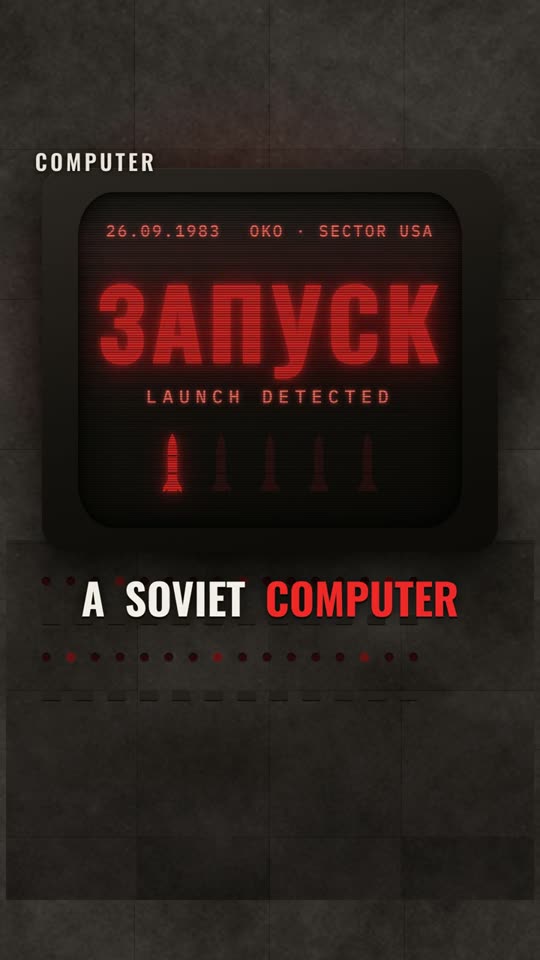 COMPUTER
26.09.1983 OKO · SECTOR USA
ЗАПУСК
LAUNCH DETECTED
A SOVIET COMPUTER